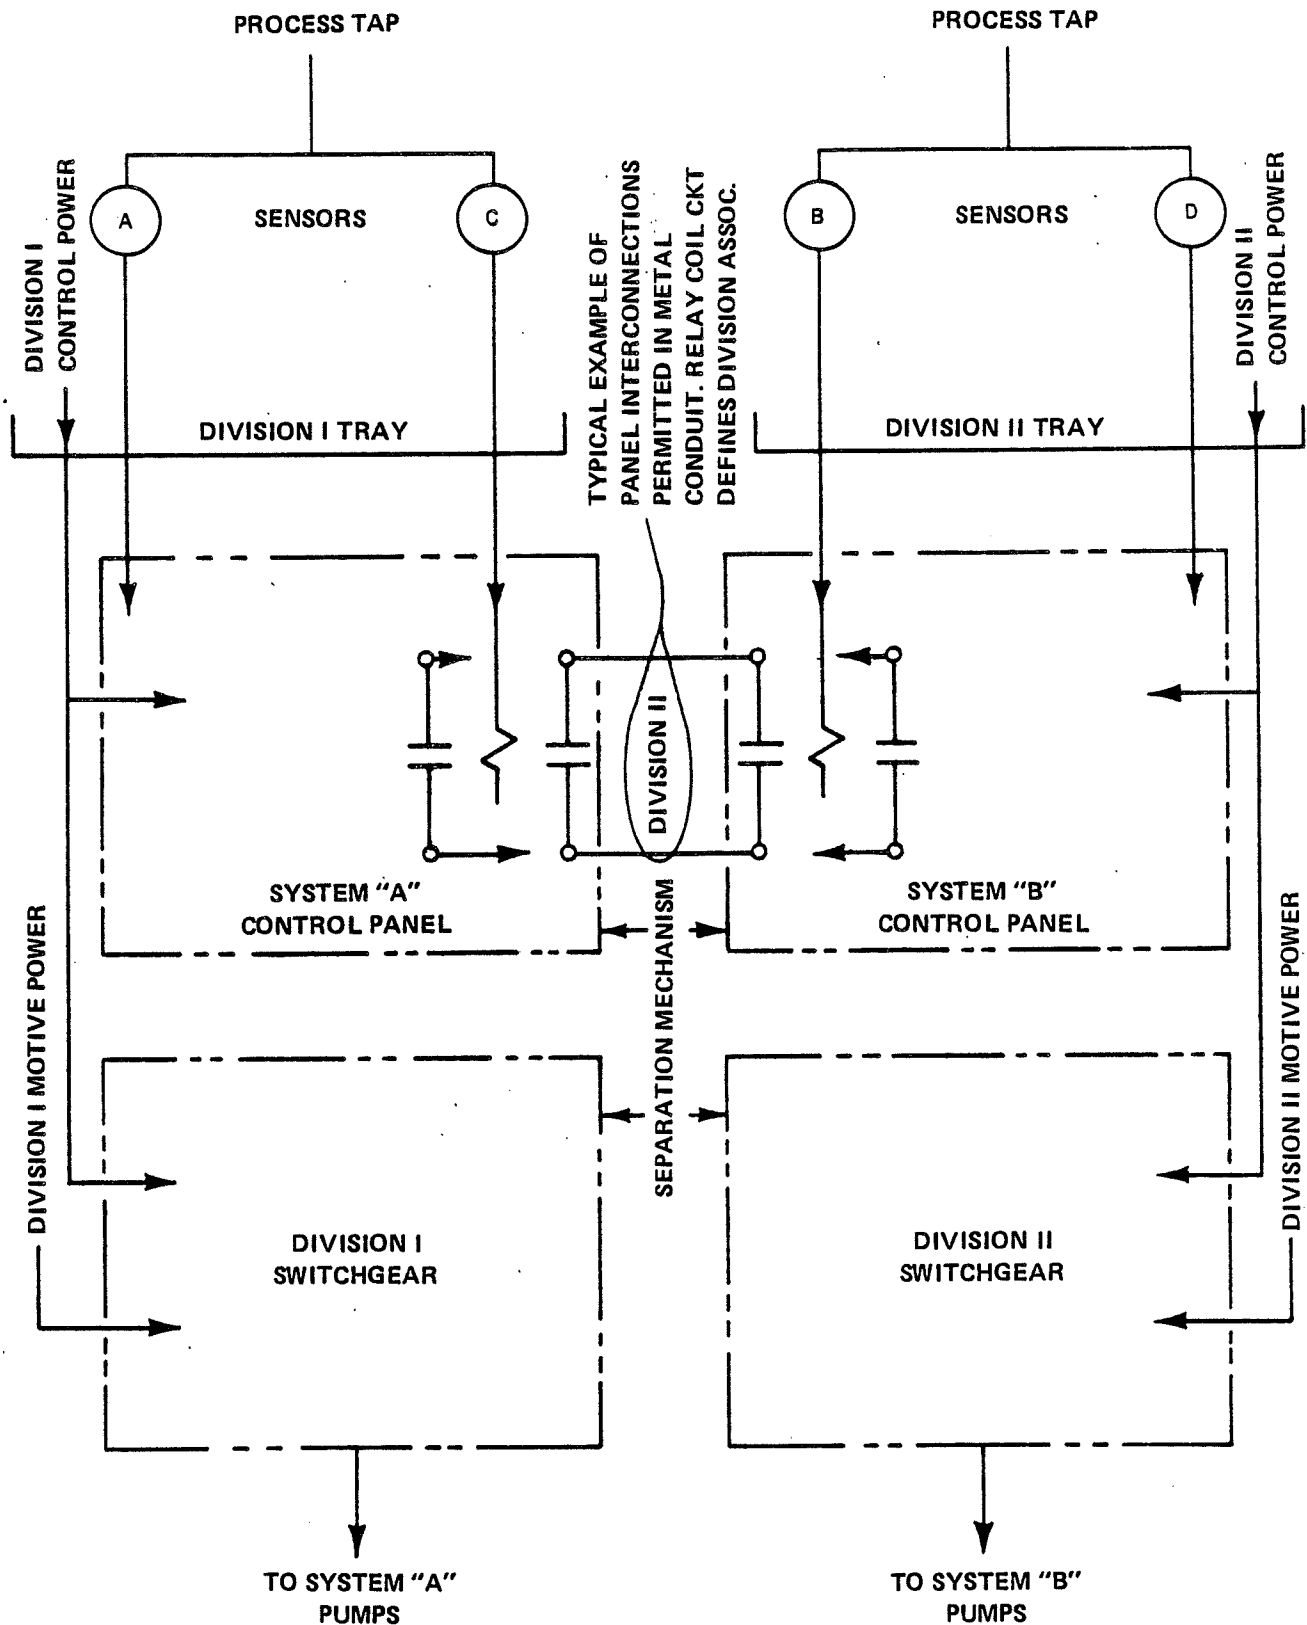 PROCESS TAP
PROCESS TAP
DIVISION I
CONTROL POWER
A
SENSORS
C
TYPICAL EXAMPLE OF
PANEL INTERCONNECTIONS
PERMITTED IN METAL
CONDUIT. RELAY COIL CKT
DEFINES DIVISION ASSOC.
B
SENSORS
D
DIVISION II
CONTROL POWER
DIVISION I TRAY
DIVISION II TRAY
DIVISION II
SYSTEM “A”
CONTROL PANEL
SYSTEM “B”
CONTROL PANEL
SEPARATION MECHANISM
DIVISION I MOTIVE POWER
DIVISION II MOTIVE POWER
DIVISION I
SWITCHGEAR
DIVISION II
SWITCHGEAR
TO SYSTEM “A”
PUMPS
TO SYSTEM “B”
PUMPS